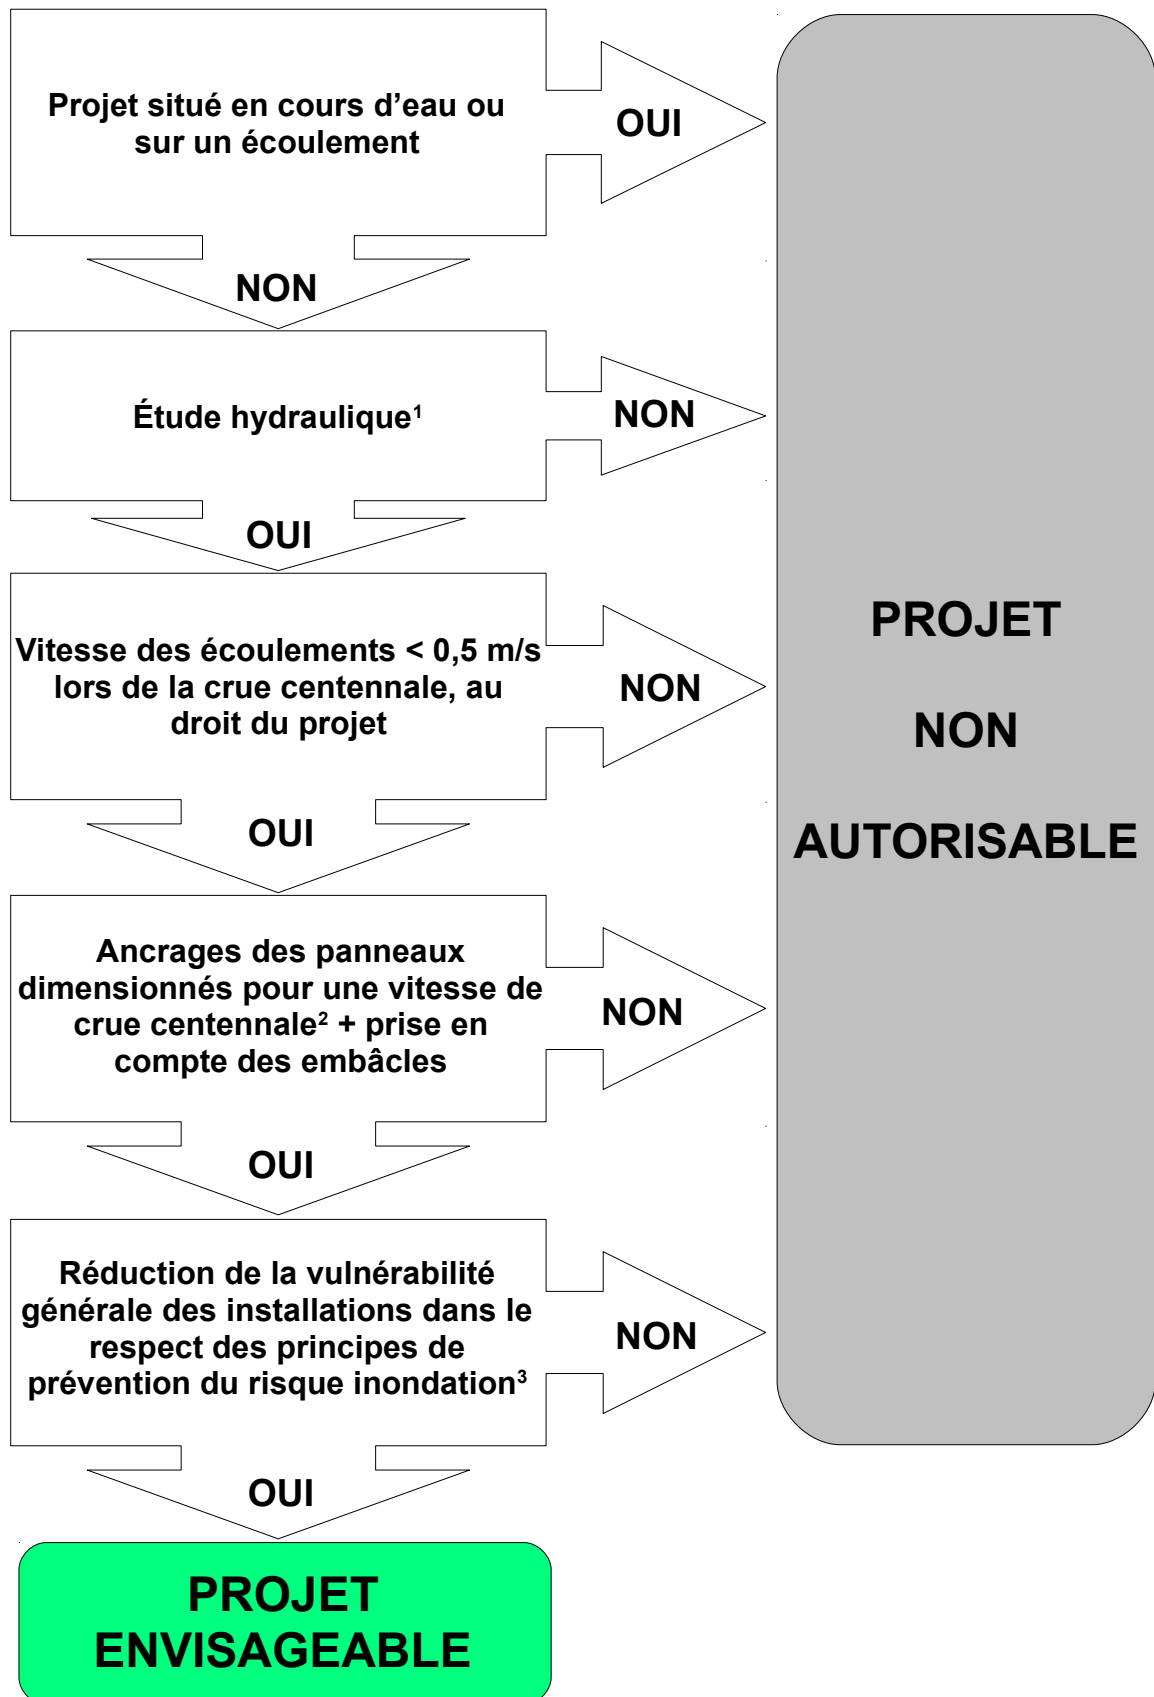 Projet situé en cours d'eau ou
sur un écoulement
OUI
NON
Étude hydraulique¹
NON
OUI
Vitesse des écoulements < 0,5 m/s
lors de la crue centennale, au
droit du projet
NON
OUI
Ancrages des panneaux
dimensionnés pour une vitesse de
crue centennale² + prise en
compte des embâcles
NON
OUI
Réduction de la vulnérabilité
générale des installations dans le
respect des principes de
prévention du risque inondation³
NON
OUI
PROJET
ENVISAGEABLE
PROJET
NON
AUTORISABLE